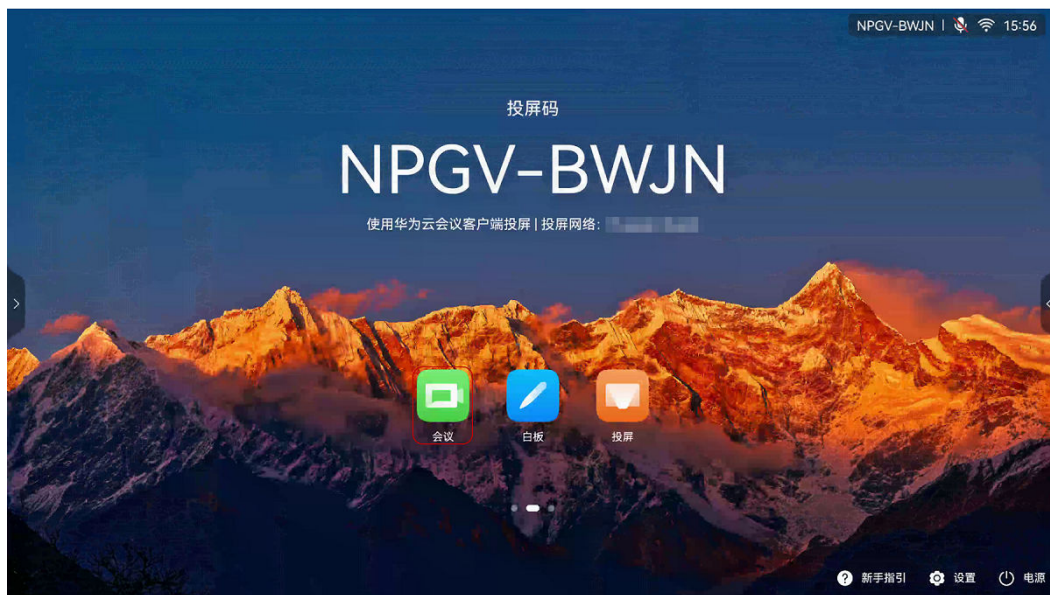 NPGV-BWJN | 15:56
投屏码
NPGV-BWJN
使用华为云会议客户端投屏 | 投屏网络:
会议 白板 投屏
新手指引 设置 电源